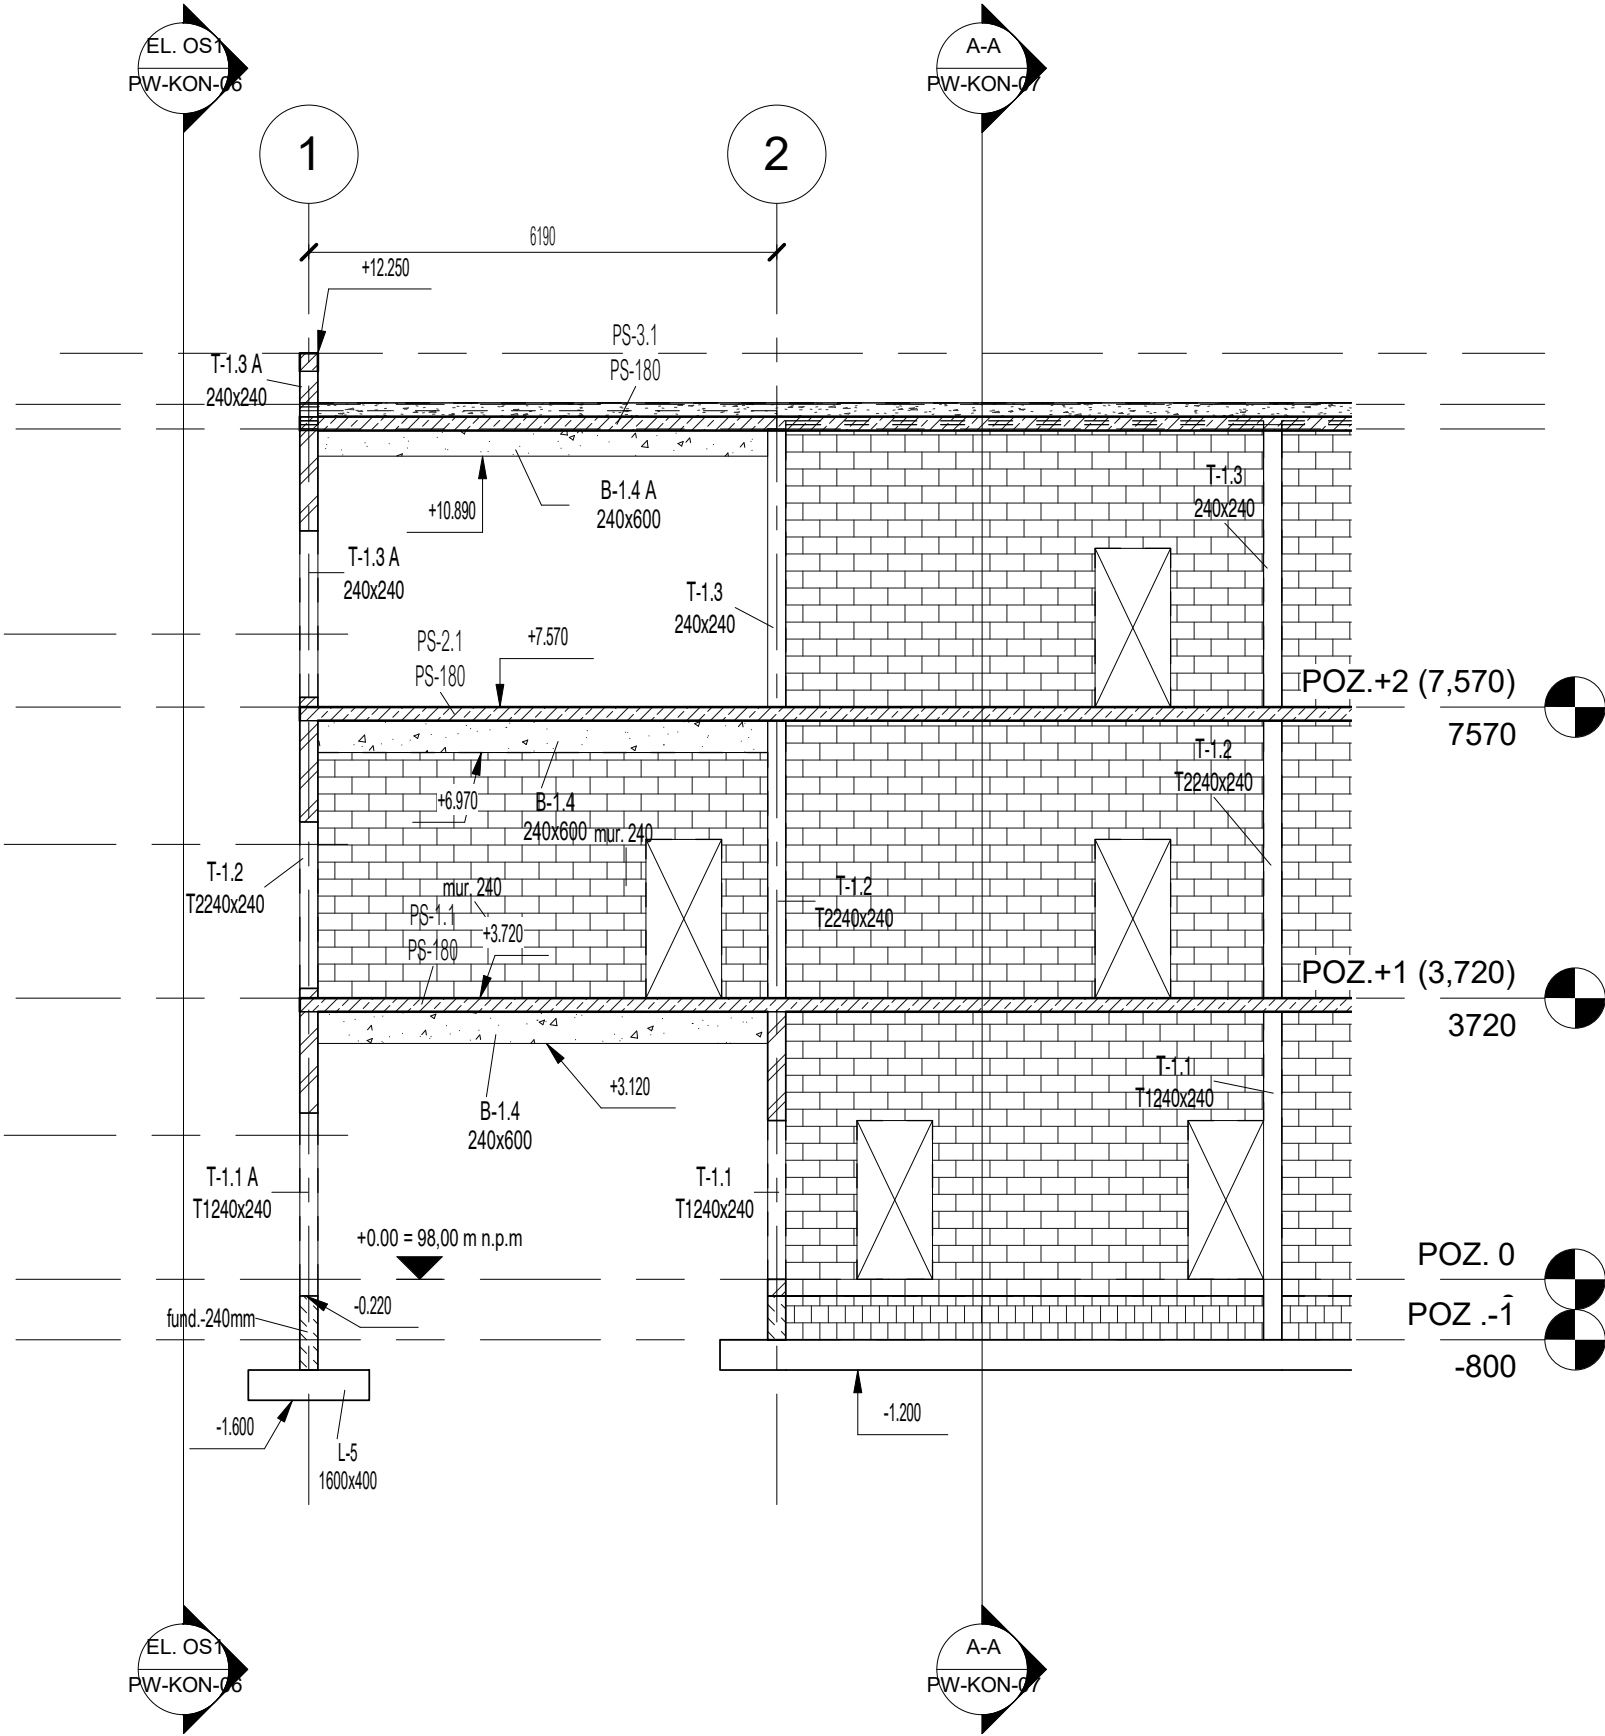 EL. OS1
PW-KON-06
A-A
PW-KON-07
1
2
6190
+12.250
PS-3.1
PS-180
T-1.3 A
240x240
B-1.4 A
240x600
+10.890
T-1.3
240x240
T-1.3 A
240x240
T-1.3
240x240
PS-2.1
PS-180
+7.570
POZ.+2 (7,570)
7570
T-1.2
T2240x240
+6.970
B-1.4
240x600
mur. 240
T-1.2
T2240x240
mur. 240
T-1.2
T2240x240
PS-1.1
PS-180
+3.720
POZ.+1 (3,720)
3720
+3.120
T-1.1
T1240x240
B-1.4
240x600
T-1.1 A
T1240x240
T-1.1
T1240x240
+0.00 = 98,00 m n.p.m
POZ. 0
-0.220
fund.-240mm
POZ .-1
-800
-1.600
-1.200
L-5
1600x400
EL. OS1
PW-KON-06
A-A
PW-KON-07